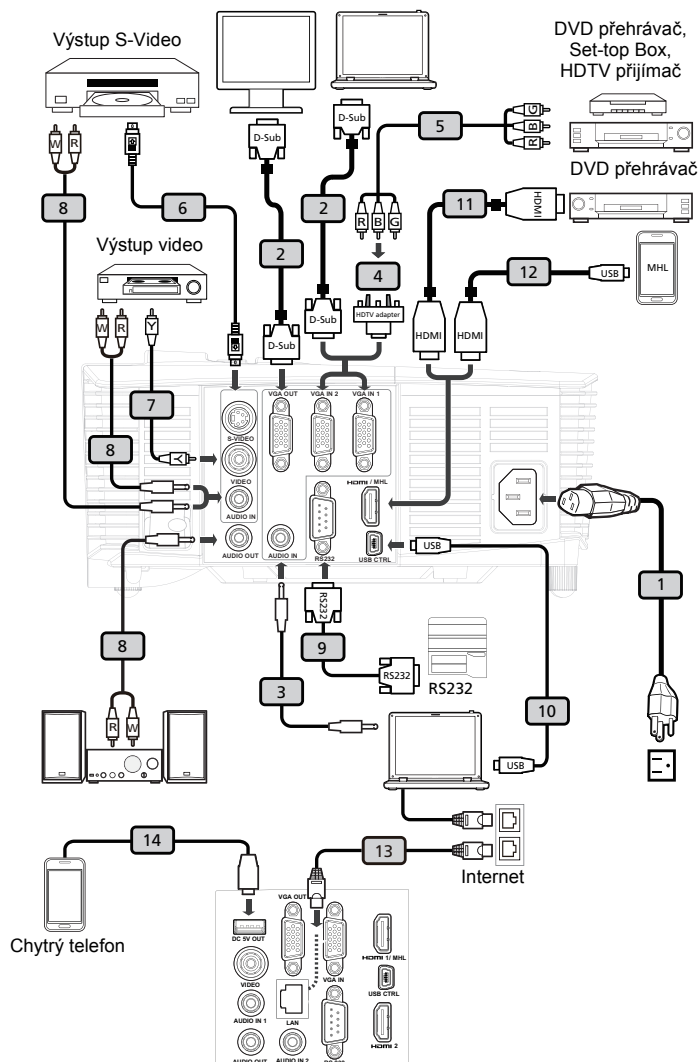 Výstup S-Video
DVD přehrávač,
Set-top Box,
HDTV přijímač
D-Sub
D-Sub
5
R
B
G
W
R
DVD přehrávač
8
6
2
2
R
B
G
11
HDMI
4
12
USB
MHL
Výstup video
HDTV adapter
W
R
Y
D-Sub
D-Sub
HDMI
HDMI
7
8
VGA OUT
VGA IN 2
VGA IN 1
S-VIDEO
Y
VIDEO
HDMI / MHL
AUDIO IN
AUDIO OUT
AUDIO IN
RS232
USB CTRL
USB
1
RS232
8
9
RS232
RS232
3
10
R
W
USB
14
13
Internet
Chytrý telefon
VGA OUT
DC 5V OUT
HDMI 1/ MHL
VIDEO
VGA IN
USB CTRL
AUDIO IN 1
LAN
HDMI 2
AUDIO OUT
AUDIO IN 2